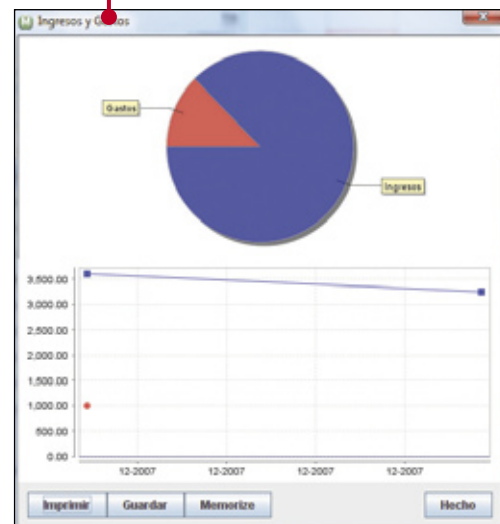 Ingresos y Gastos
Gastos
Ingresos
3,500.00
3,000.00
2,500.00
2,000.00
1,500.00
1,000.00
500.00
0.00
12-2007 12-2007 12-2007 12-2007
Imprimir Guardar Memorize Hecho